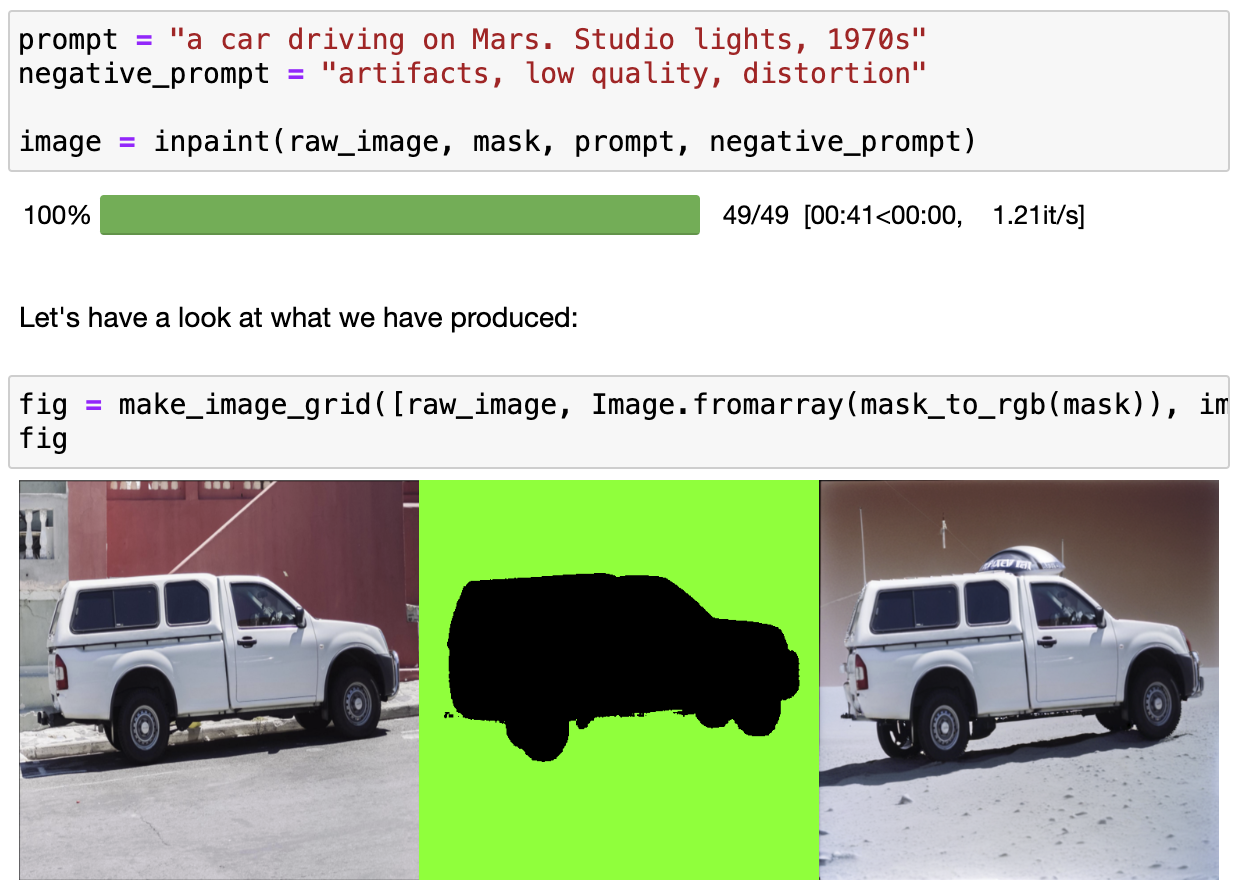 prompt = "a car driving on Mars. Studio lights, 1970s"
negative_prompt = "artifacts, low quality, distortion"
image = inpaint(raw_image, mask, prompt, negative_prompt)
100% 49/49 [00:41<00:00, 1.21it/s]
Let's have a look at what we have produced:
fig = make_image_grid([raw_image, Image.fromarray(mask_to_rgb(mask)), im
fig